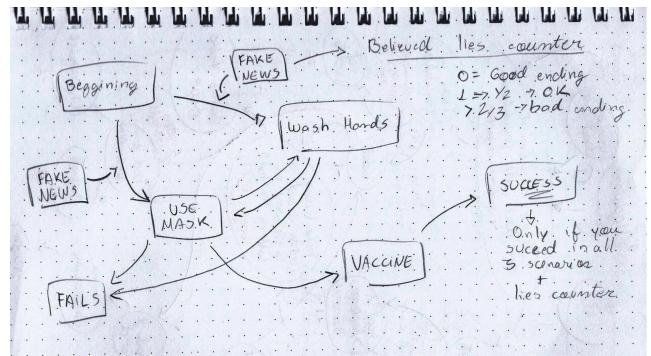 Believed lies counter
FAKE
NEWS
Beggining
0 = Good ending
1 => 1/2 -> OK
> 2/3 -> bad ending
Wash Hands
FAKE
NEWS
SUCCESS
USE
MASK
Only if you
succeed in all
3 scenarios
+
lies counter
VACCINE
FAILS